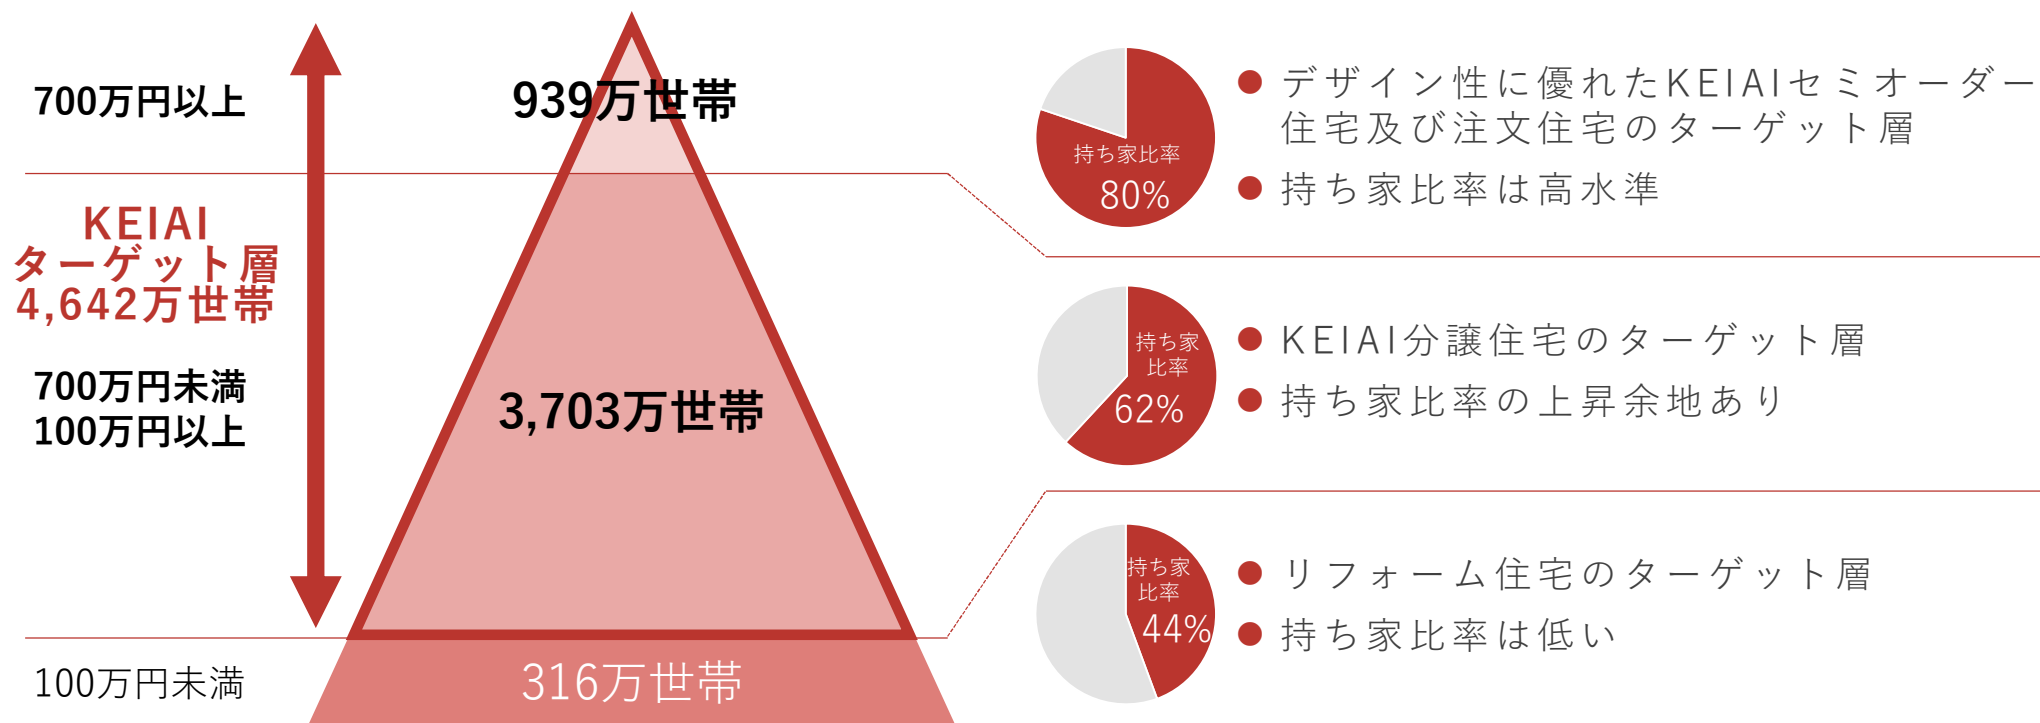 700万円以上
KEIAI
ターゲット層
4,642万世帯
700万円未満
100万円以上
100万円未満
939万世帯
3,703万世帯
316万世帯
持ち家比率
80%
デザイン性に優れたKEIAIセミオーダー
住宅及び注文住宅のターゲット層
持ち家比率は高水準
持ち家
比率
62%
KEIAI分譲住宅のターゲット層
持ち家比率の上昇余地あり
持ち家
比率
44%
リフォーム住宅のターゲット層
持ち家比率は低い